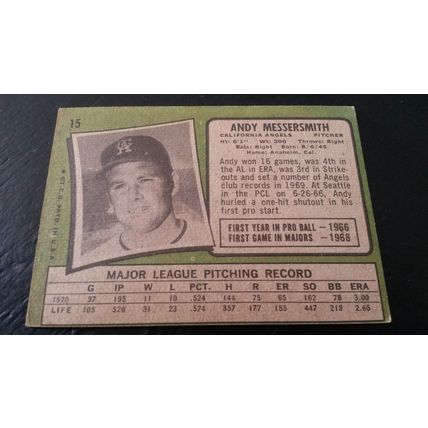 15
ANDY MESSERSMITH
CALIFORNIA ANGELS PITCHER
Ht: 6'1" Wt: 200 Throws: Right
Bats: Right Born: 8/6/45
Home: Anaheim, Cal.
Andy won 16 games, was 4th in
the AL in ERA, was 3rd in Strike-
outs and set a number of Angels
club records in 1969. At Seattle
in the PCL on 6-26-66, Andy
hurled a one-hit shutout in his
first pro start.
FIRST YEAR IN PRO BALL — 1966
FIRST GAME IN MAJORS — 1968
© T.C.G. PRTD. IN U.S.A.
MAJOR LEAGUE PITCHING RECORD
G IP W L PCT. H R ER SO BB ERA
1970 37 195 11 10 .524 144 75 65 162 78 3.00
LIFE 105 526 31 23 .574 357 177 155 447 213 2.65